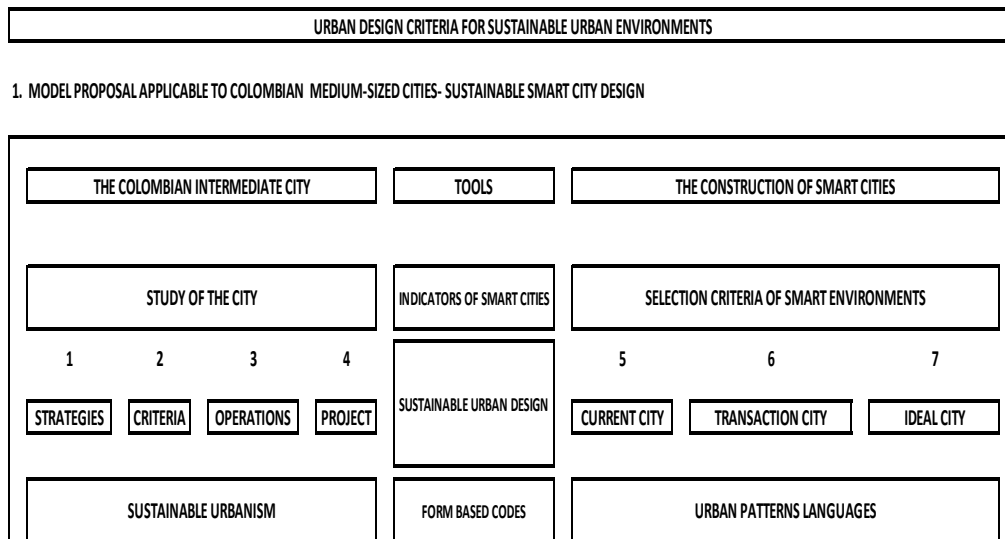 URBAN DESIGN CRITERIA FOR SUSTAINABLE URBAN ENVIRONMENTS
1. MODEL PROPOSAL APPLICABLE TO COLOMBIAN MEDIUM-SIZED CITIES- SUSTAINABLE SMART CITY DESIGN
THE COLOMBIAN INTERMEDIATE CITY
TOOLS
THE CONSTRUCTION OF SMART CITIES
STUDY OF THE CITY
INDICATORS OF SMART CITIES
SELECTION CRITERIA OF SMART ENVIRONMENTS
1 2 3 4
5 6 7
STRATEGIES CRITERIA OPERATIONS PROJECT
SUSTAINABLE URBAN DESIGN
CURRENT CITY TRANSACTION CITY IDEAL CITY
SUSTAINABLE URBANISM
FORM BASED CODES
URBAN PATTERNS LANGUAGES